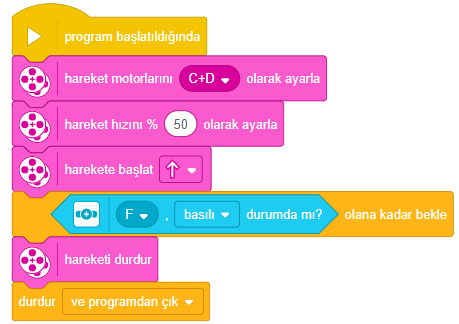 program başlatıldığında
hareket motorlarını C+D olarak ayarla
hareket hızını % 50 olarak ayarla
harekete başlat
F , basılı durumda mı? olana kadar bekle
hareketi durdur
durdur ve programdan çık